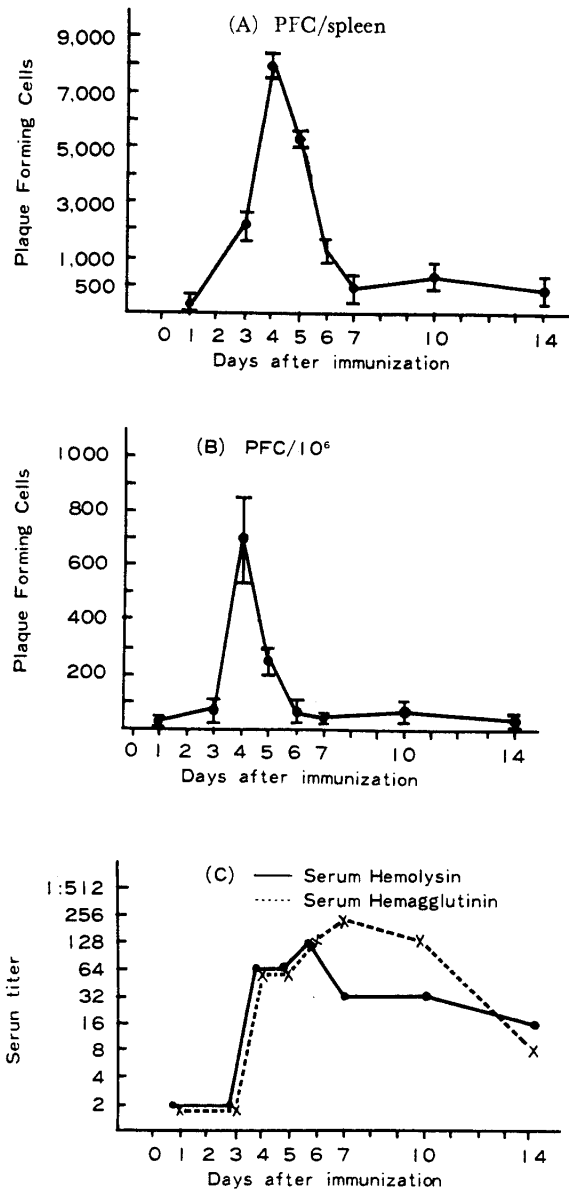 (A) PFC/spleen
Plaque Forming Cells
9,000
7,000
5,000
3,000
1,000
500
0 1 2 3 4 5 6 7 10 14
Days after immunization
(B) PFC/10⁶
Plaque Forming Cells
1000
800
600
400
200
0 1 2 3 4 5 6 7 10 14
Days after immunization
(C) Serum Hemolysin
Serum Hemagglutinin
Serun titer
1:512
256
128
64
32
16
8
4
2
0 1 2 3 4 5 6 7 10 14
Days after immunization